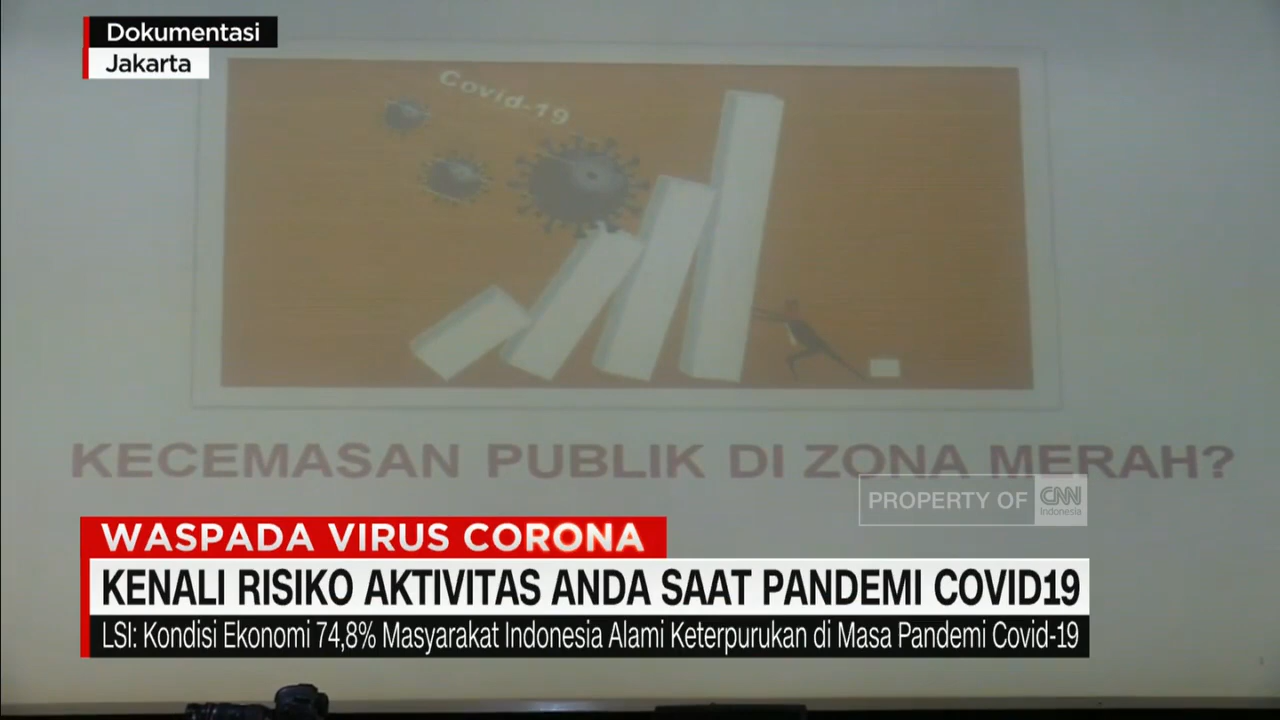 Dokumentasi
Jakarta
Covid-19
KECEMASAN PUBLIK DI ZONA MERAH?
PROPERTY OF CNN Indonesia
WASPADA VIRUS CORONA
KENALI RISIKO AKTIVITAS ANDA SAAT PANDEMI COVID19
LSI: Kondisi Ekonomi 74,8% Masyarakat Indonesia Alami Keterpurukan di Masa Pandemi Covid-19